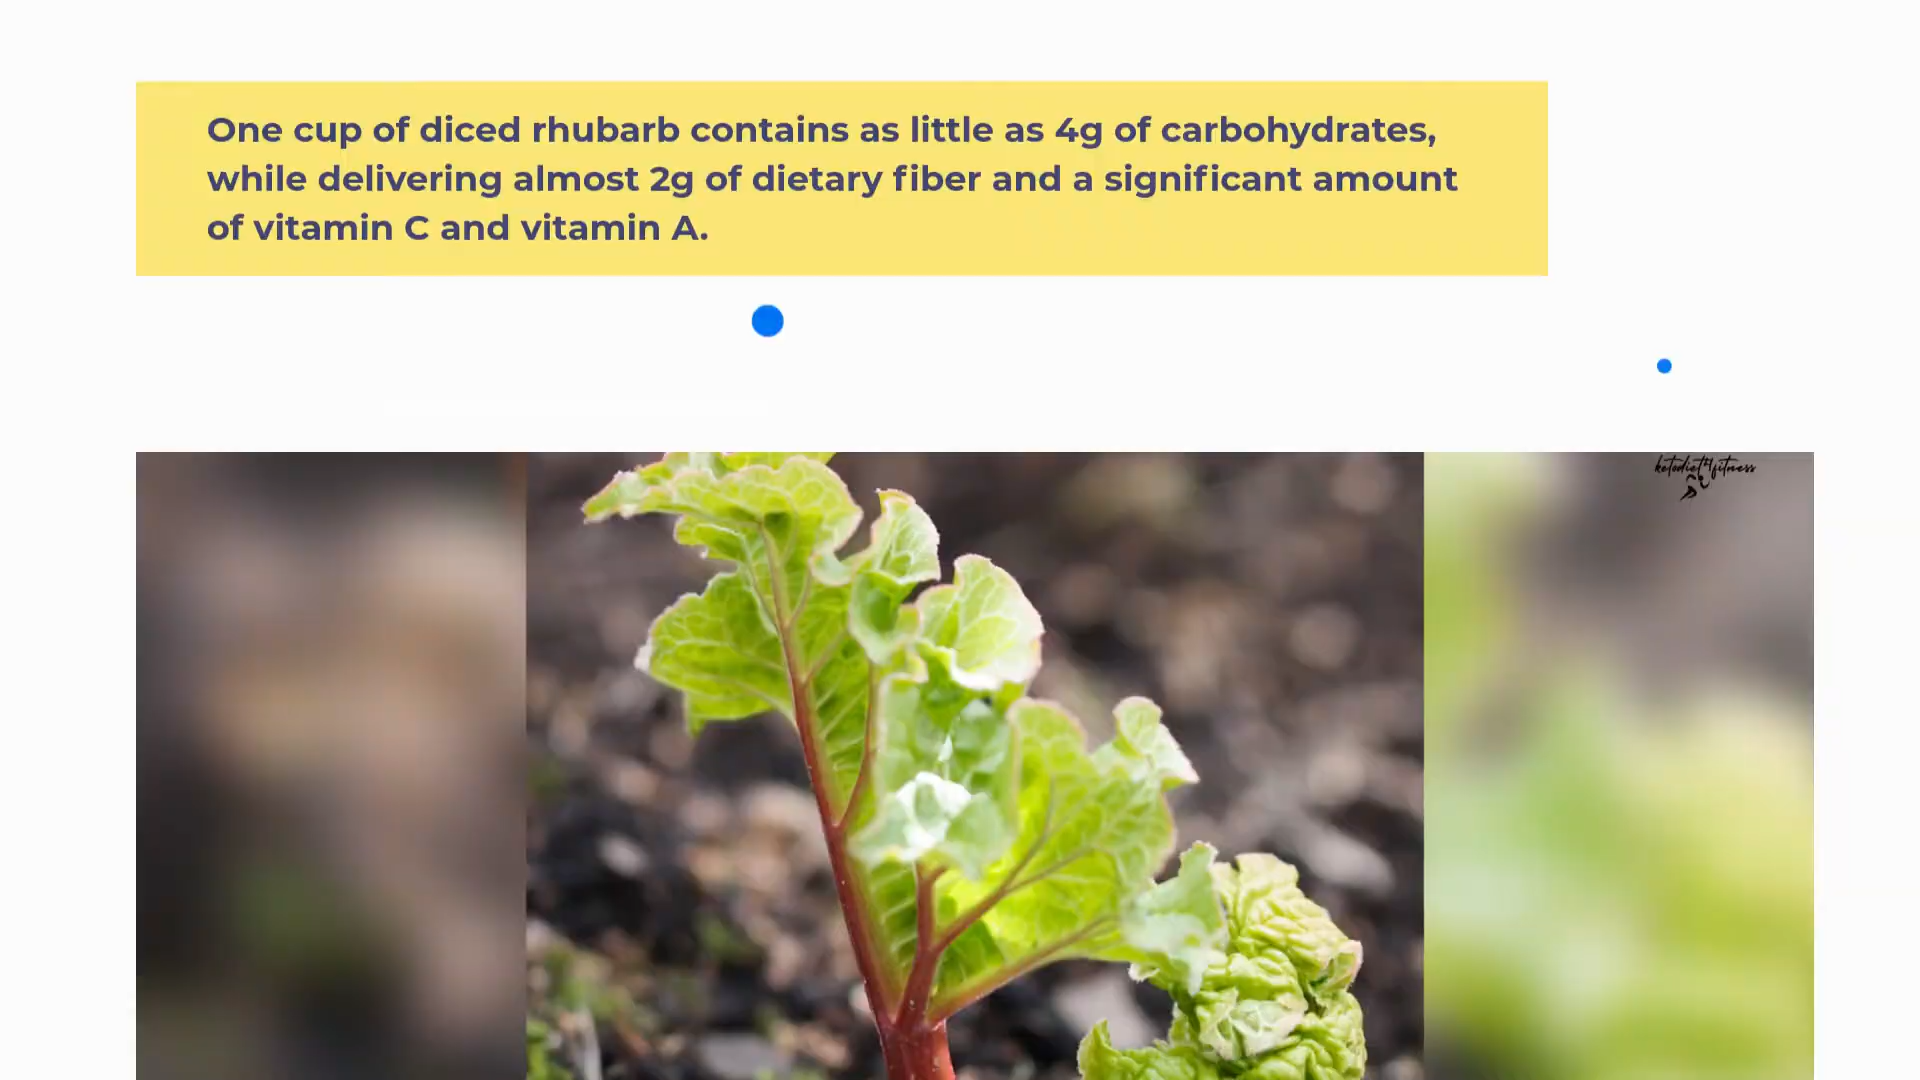 One cup of diced rhubarb contains as little as 4g of carbohydrates,
while delivering almost 2g of dietary fiber and a significant amount
of vitamin C and vitamin A.
ketodiet4fitness